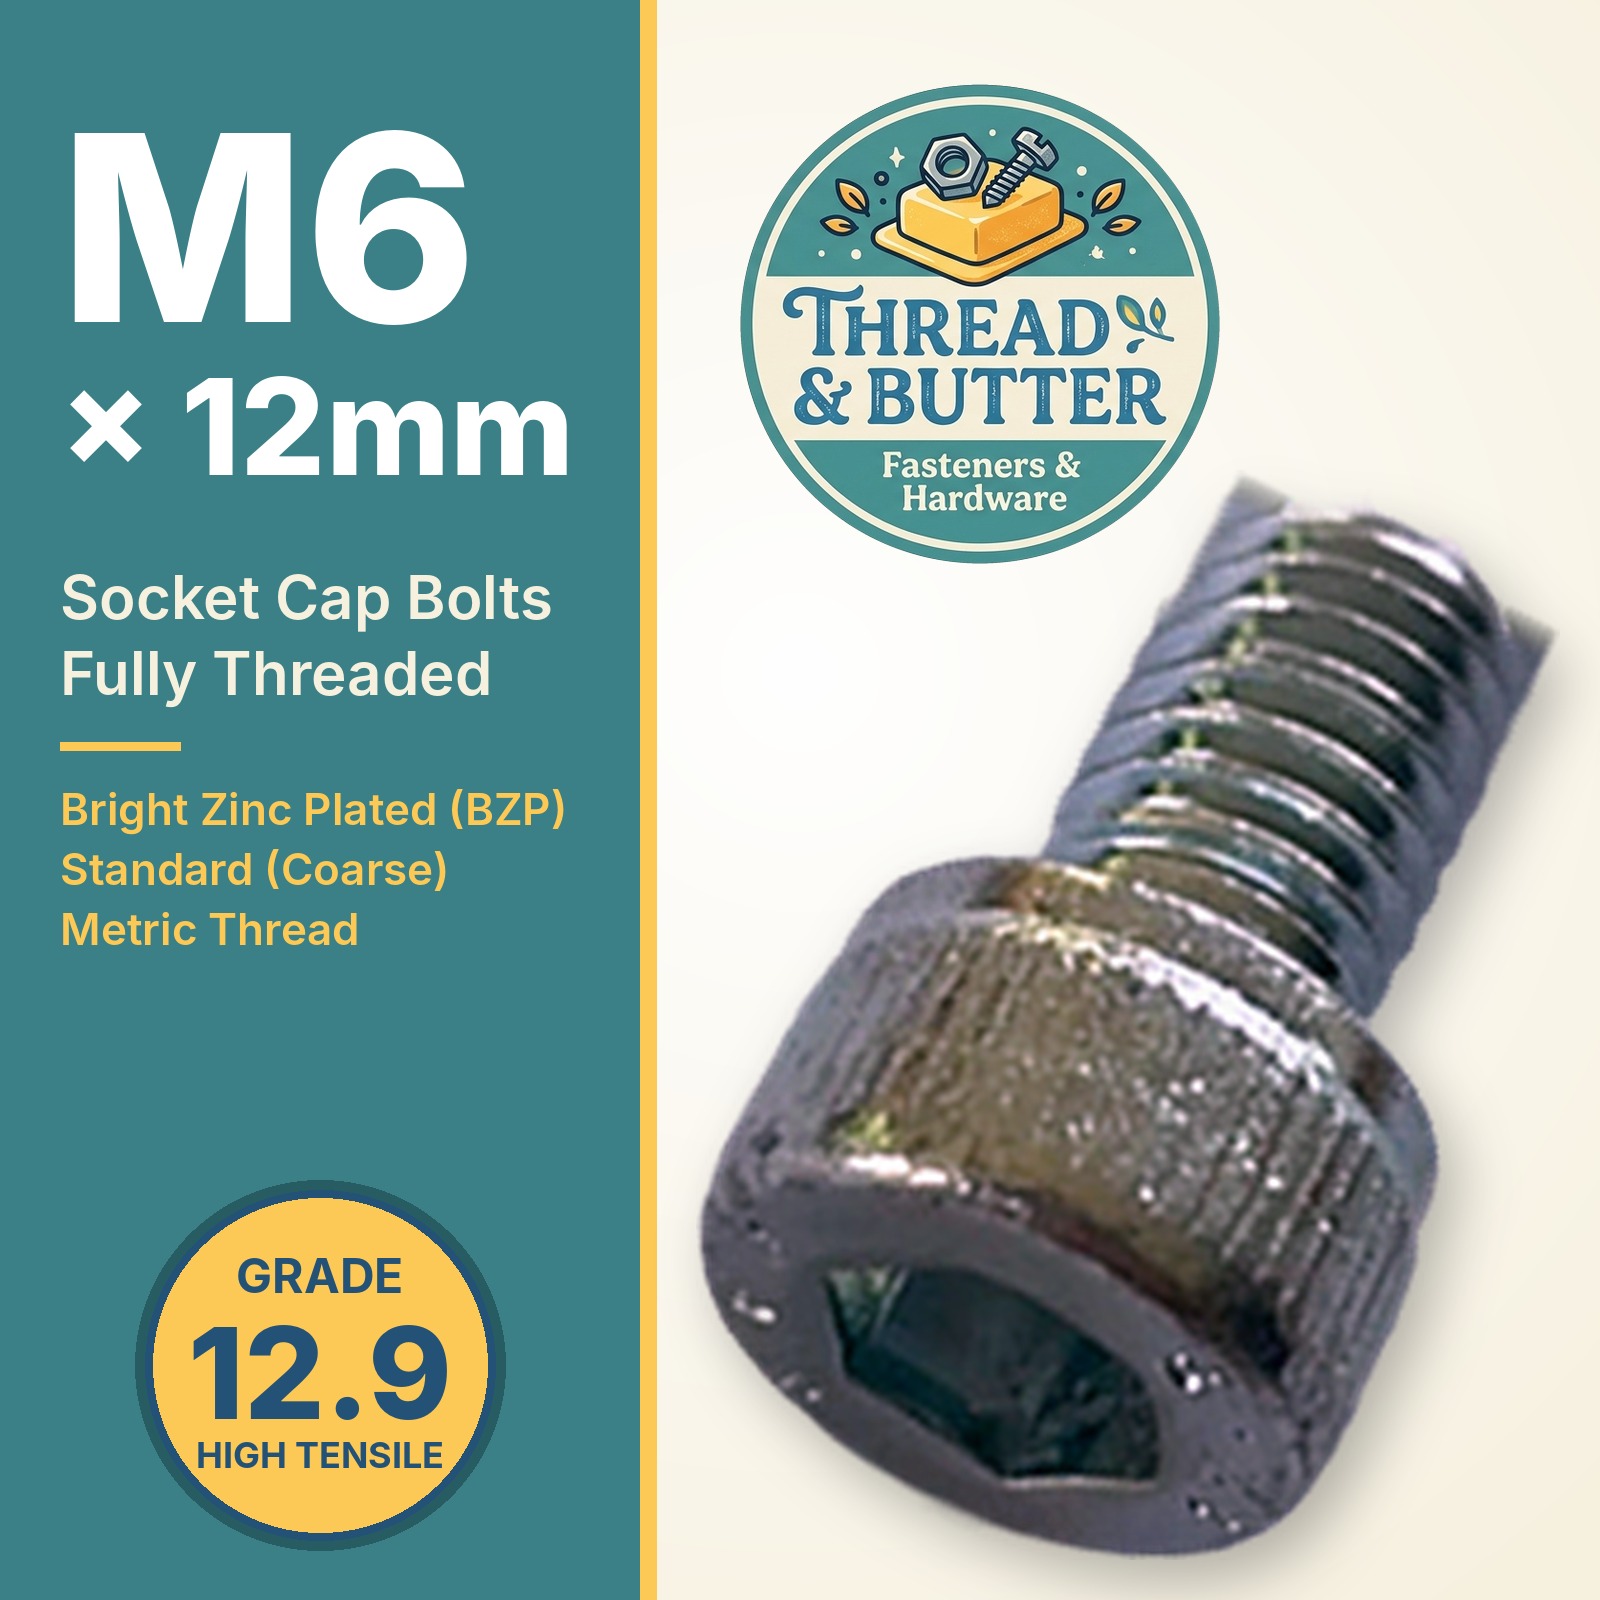 M6
× 12mm
Socket Cap Bolts
Fully Threaded
Bright Zinc Plated (BZP)
Standard (Coarse)
Metric Thread
GRADE
12.9
HIGH TENSILE
THREAD
& BUTTER
Fasteners &
Hardware